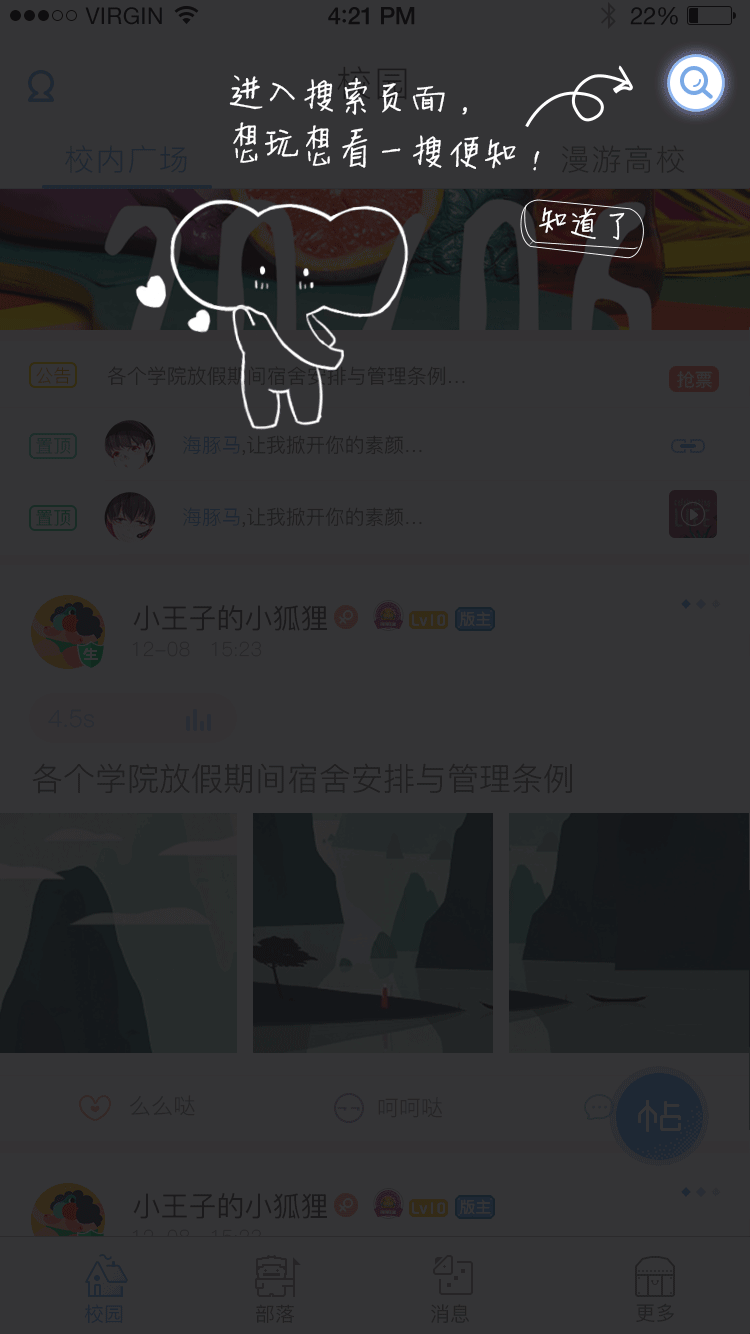 VIRGIN 4:21 PM 22%
校园
进入搜索页面，
想玩想看一搜便知！
校内广场 漫游高校
知道了
公告 各个学院放假期间宿舍安排与管理条例... 抢票
置顶 海豚马,让我掀开你的素颜...
置顶 海豚马,让我掀开你的素颜...
小王子的小狐狸 Lv10 版主
生 12-08 15:23
4.5s
各个学院放假期间宿舍安排与管理条例
么么哒 呵呵哒
帖
小王子的小狐狸 Lv10 版主
12-08 15:23
校园 部落 消息 更多